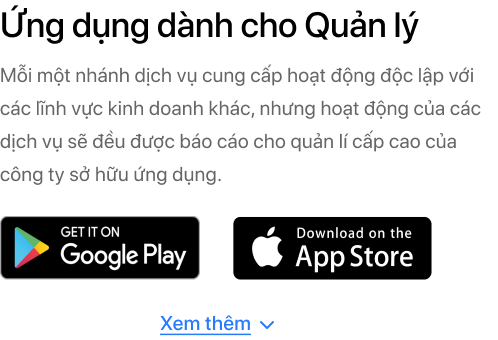 Ứng dụng dành cho Quản lý
Mỗi một nhánh dịch vụ cung cấp hoạt động độc lập với
các lĩnh vực kinh doanh khác, nhưng hoạt động của các
dịch vụ sẽ đều được báo cáo cho quản lí cấp cao của
công ty sở hữu ứng dụng.
GET IT ON
Google Play
Download on the
App Store
Xem thêm